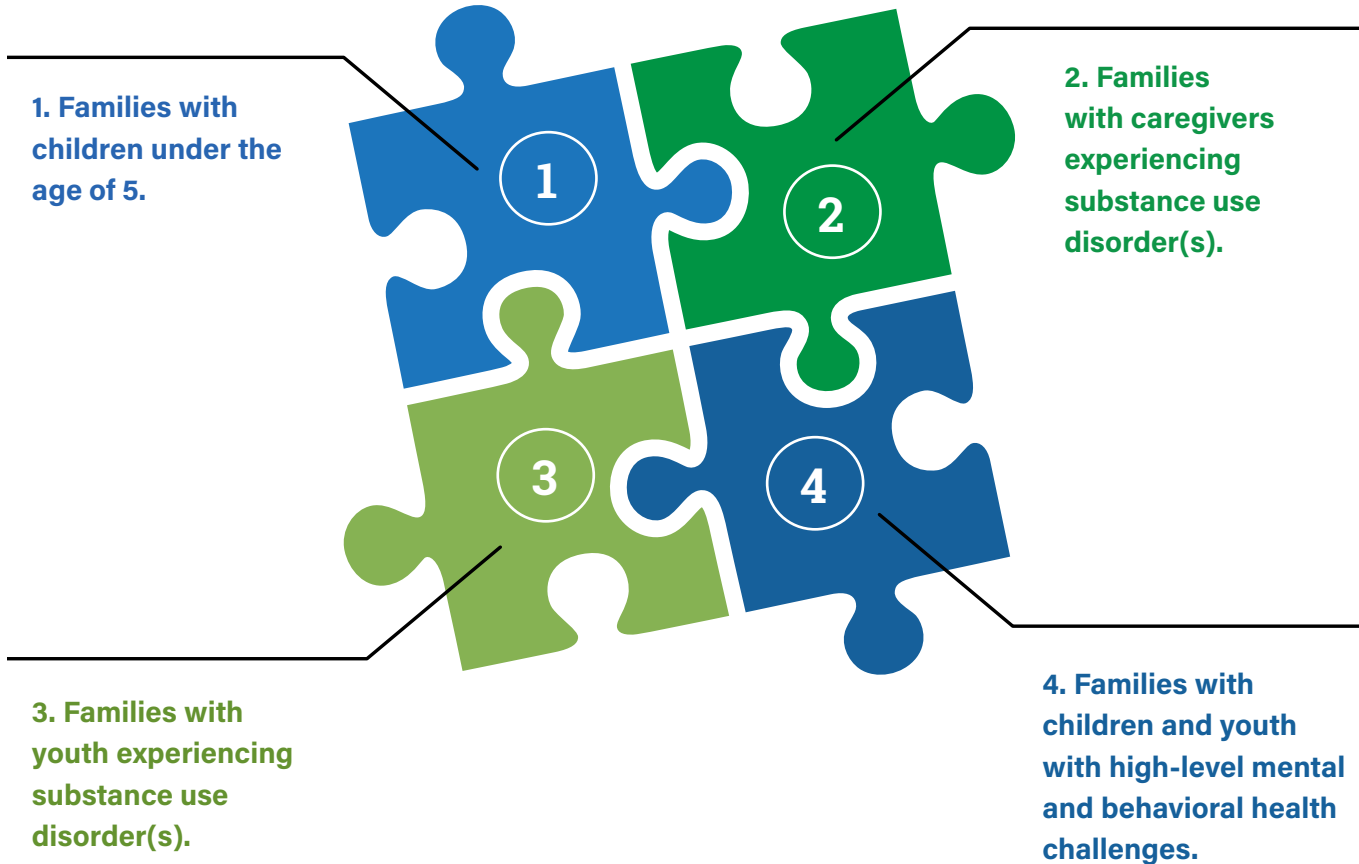 1. Families with
children under the
age of 5.
2. Families
with caregivers
experiencing
substance use
disorder(s).
1
2
3
4
3. Families with
youth experiencing
substance use
disorder(s).
4. Families with
children and youth
with high-level mental
and behavioral health
challenges.